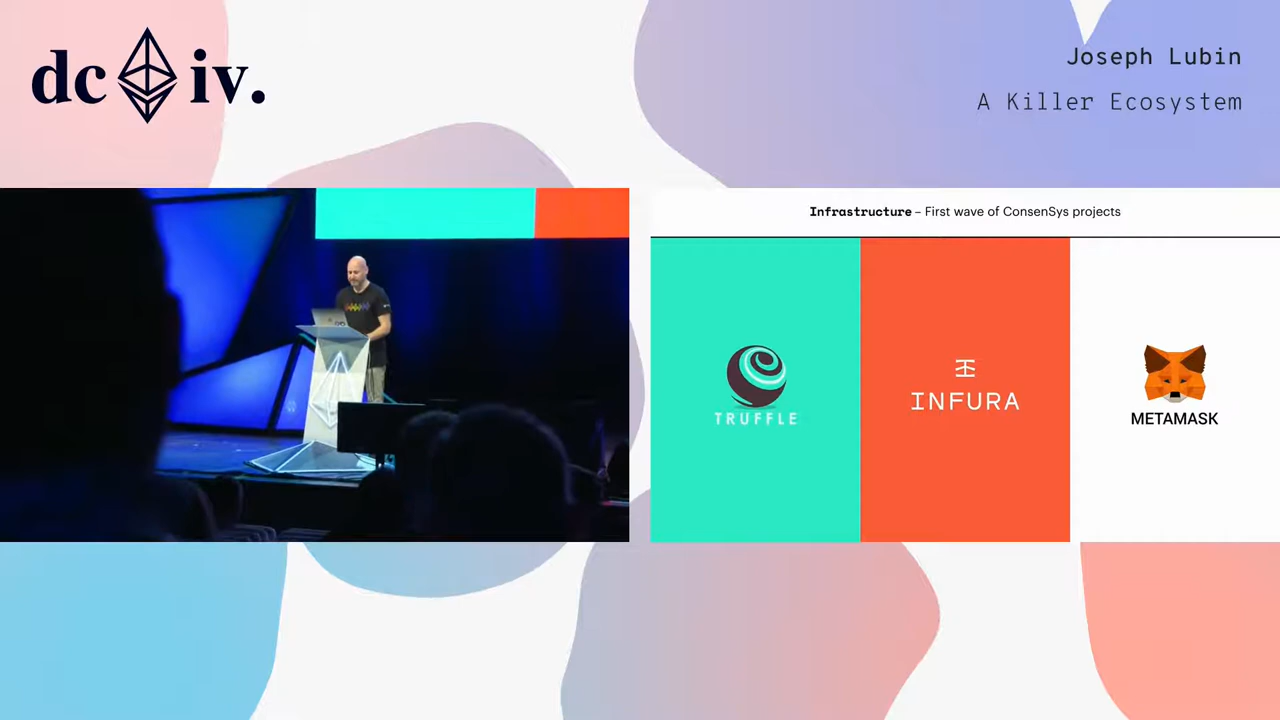 dc iv.
Joseph Lubin
A Killer Ecosystem
Infrastructure – First wave of ConsenSys projects
TRUFFLE
INFURA
METAMASK